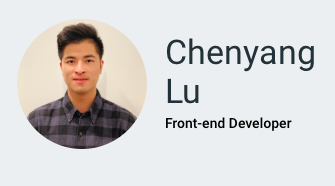 Chenyang
Lu
Front-end Developer